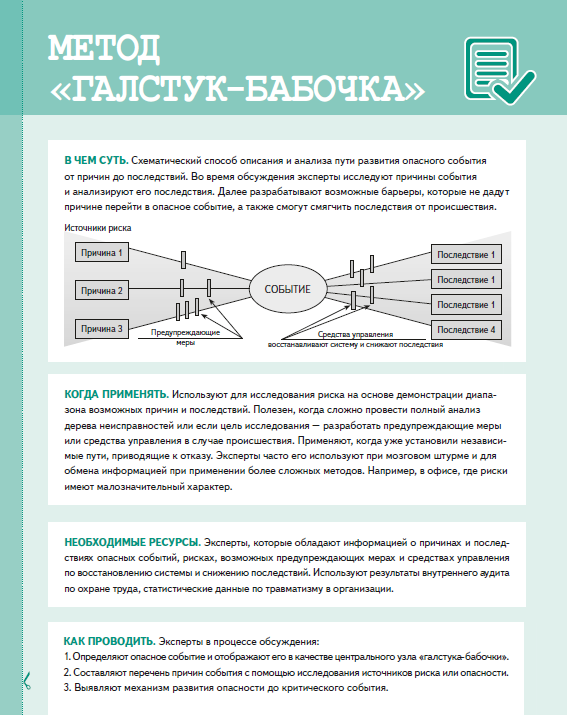 МЕТОД
«ГАЛСТУК-БАБОЧКА»
В ЧЕМ СУТЬ. Схематический способ описания и анализа пути развития опасного события
от причин до последствий. Во время обсуждения эксперты исследуют причины события
и анализируют его последствия. Далее разрабатывают возможные барьеры, которые не дадут
причине перейти в опасное событие, а также смогут смягчить последствия от происшествия.
Источники риска
Причина 1
Причина 2
Причина 3
Предупреждающие
меры
СОБЫТИЕ
Средства управления
восстанавливают систему и снижают последствия
Последствие 1
Последствие 1
Последствие 1
Последствие 4
КОГДА ПРИМЕНЯТЬ. Используют для исследования риска на основе демонстрации диапа-
зона возможных причин и последствий. Полезен, когда сложно провести полный анализ
дерева неисправностей или если цель исследования — разработать предупреждающие меры
или средства управления в случае происшествия. Применяют, когда уже установили независи-
мые пути, приводящие к отказу. Эксперты часто его используют при мозговом штурме и для
обмена информацией при применении более сложных методов. Например, в офисе, где риски
имеют малозначительный характер.
НЕОБХОДИМЫЕ РЕСУРСЫ. Эксперты, которые обладают информацией о причинах и послед-
ствиях опасных событий, рисках, возможных предупреждающих мерах и средствах управления
по восстановлению системы и снижению последствий. Используют результаты внутреннего аудита
по охране труда, статистические данные по травматизму в организации.
КАК ПРОВОДИТЬ. Эксперты в процессе обсуждения:
1. Определяют опасное событие и отображают его в качестве центрального узла «галстука-бабочки».
2. Составляют перечень причин события с помощью исследования источников риска или опасности.
3. Выявляют механизм развития опасности до критического события.